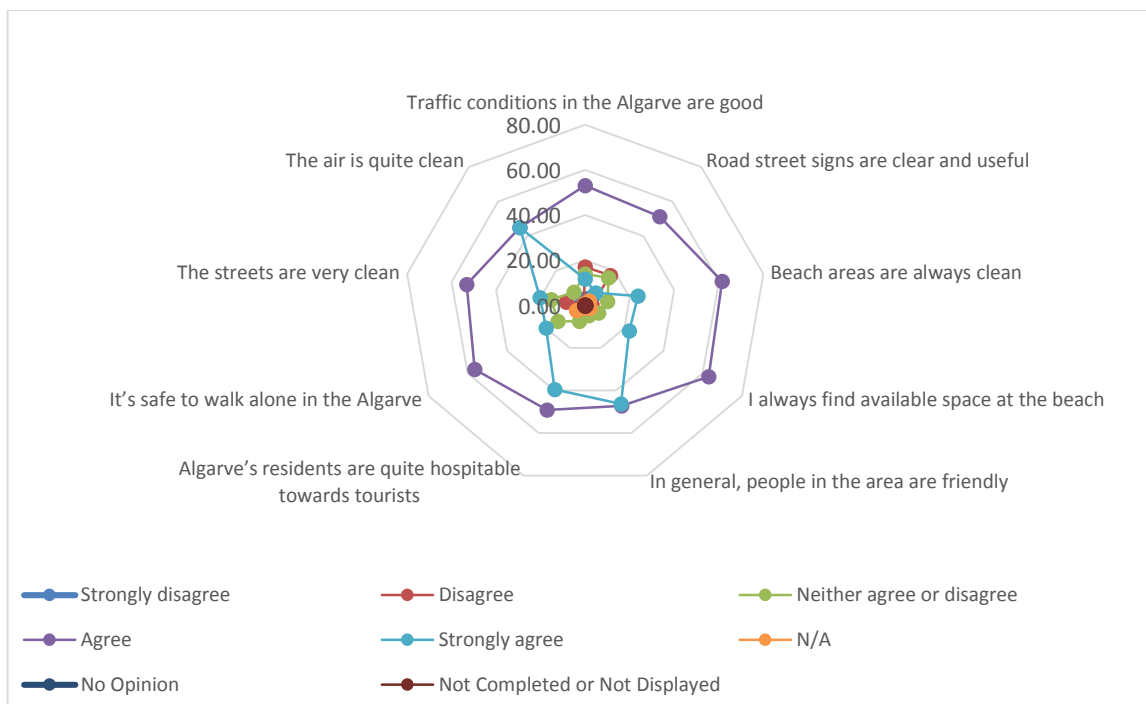 Traffic conditions in the Algarve are good
80.00
The air is quite clean
Road street signs are clear and useful
60.00
40.00
The streets are very clean
Beach areas are always clean
20.00
0.00
It’s safe to walk alone in the Algarve
I always find available space at the beach
Algarve’s residents are quite hospitable
towards tourists
In general, people in the area are friendly
Strongly disagree
Disagree
Neither agree or disagree
Agree
Strongly agree
N/A
No Opinion
Not Completed or Not Displayed